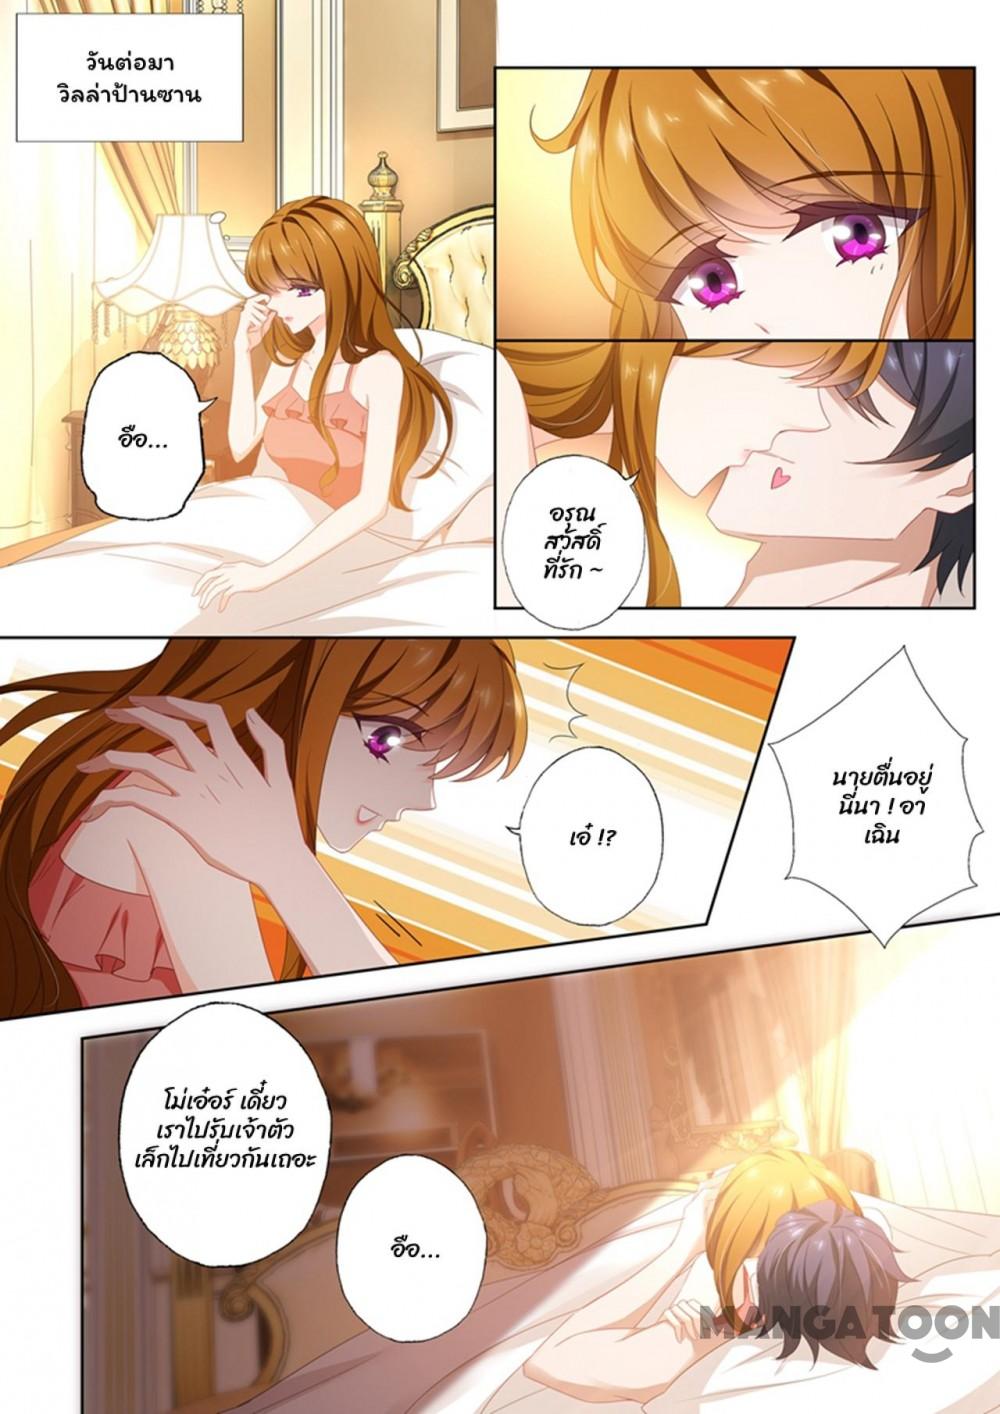 วันต่อมา
วิลล่าป้านซาน
อือ...
อรุณ
สวัสดิ์
ที่รัก ~
เอ๋ !?
นายตื่นอยู่
นี่นา ! อา
เฉิน
โม่เอ๋อร์ เดี๋ยว
เราไปรับเจ้าตัว
เล็กไปเที่ยวกันเถอะ
อือ...
MANGATOON